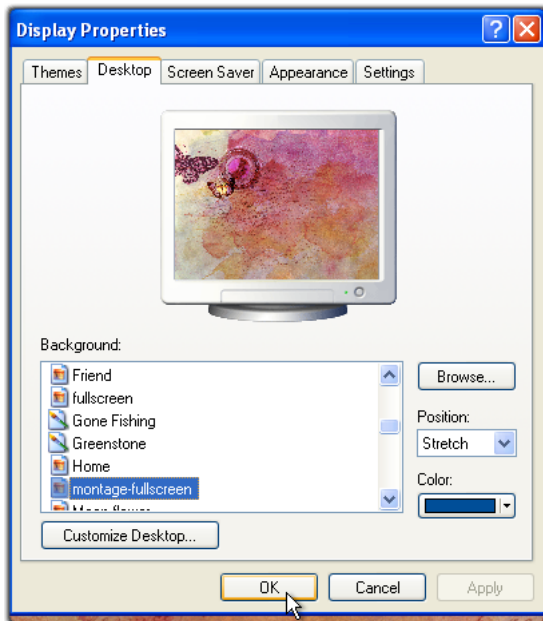 Display Properties
Themes Desktop Screen Saver Appearance Settings
Background:
Friend
fullscreen
Gone Fishing
Greenstone
Home
montage-fullscreen
Browse...
Position:
Stretch
Color:
Customize Desktop...
OK Cancel Apply